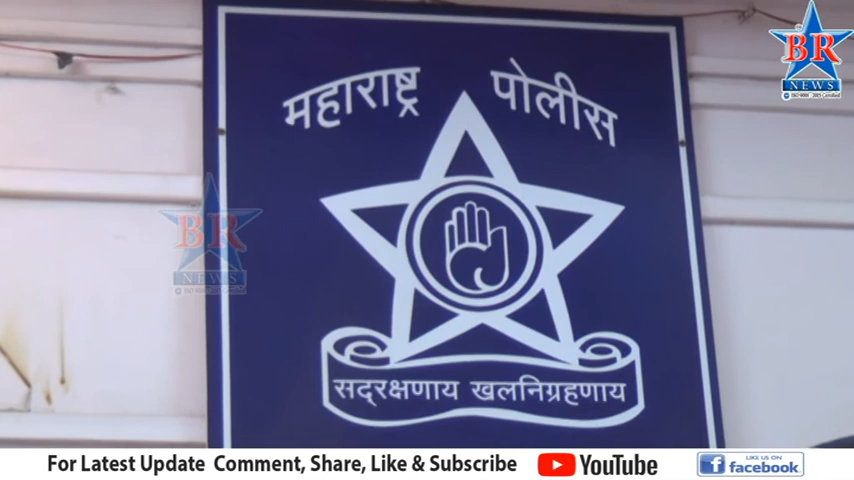 महाराष्ट्र पोलीस
सद्रक्षणाय खलनिग्रहणाय
BR
NEWS
BR
NEWS
For Latest Update Comment, Share, Like & Subscribe
YouTube
LIKE US ON
facebook